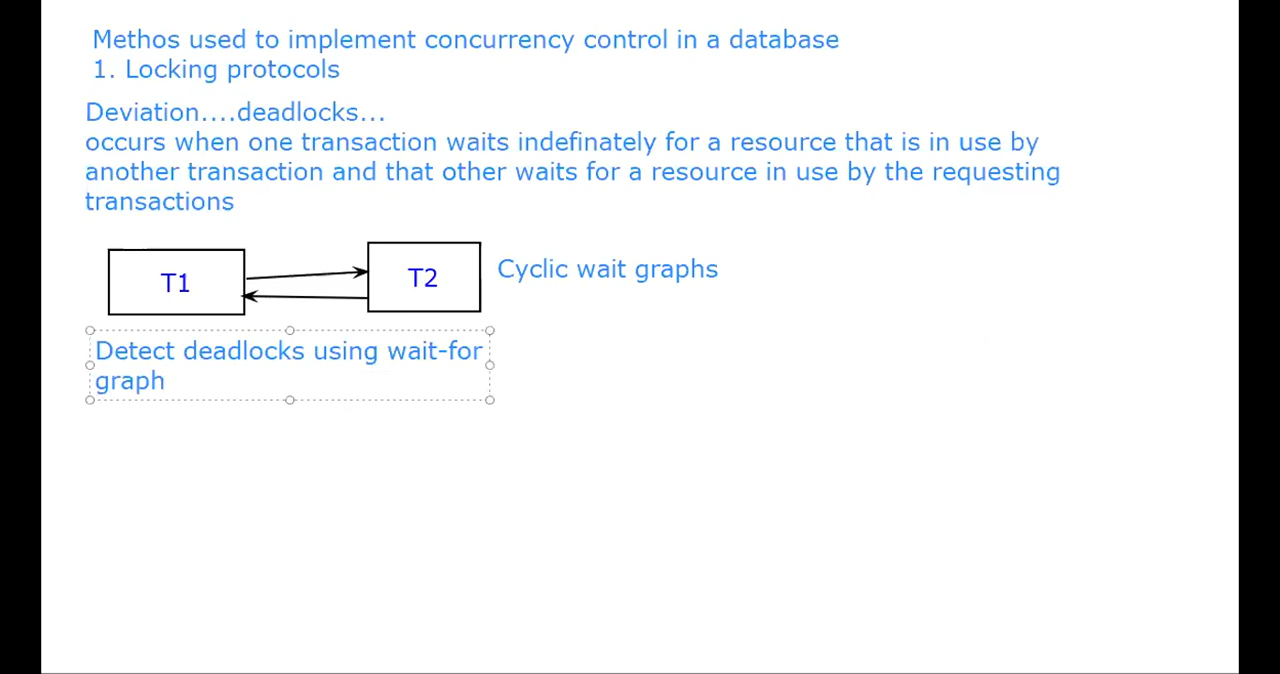 Methos used to implement concurrency control in a database
1. Locking protocols
Deviation....deadlocks...
occurs when one transaction waits indefinately for a resource that is in use by
another transaction and that other waits for a resource in use by the requesting
transactions
T1
T2
Cyclic wait graphs
Detect deadlocks using wait-for
graph